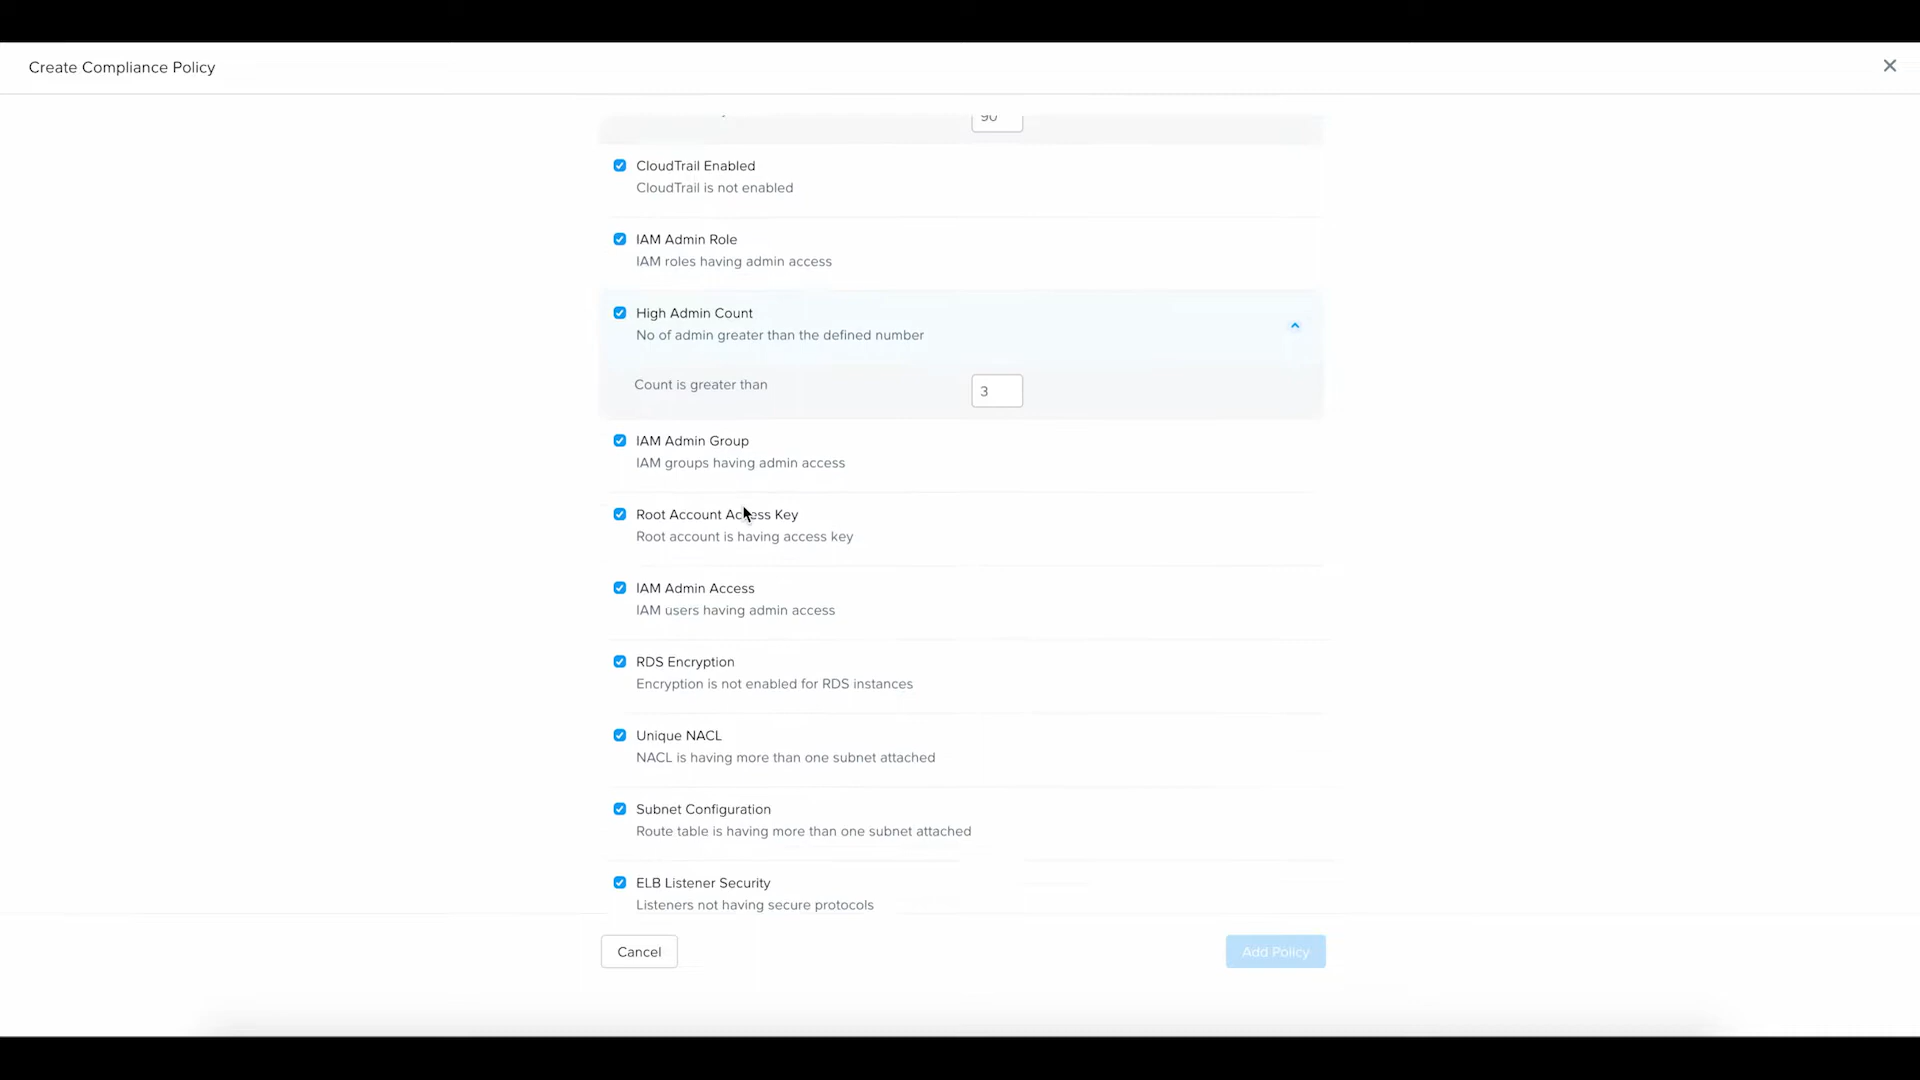 Create Compliance Policy
90
CloudTrail Enabled
CloudTrail is not enabled
IAM Admin Role
IAM roles having admin access
High Admin Count
No of admin greater than the defined number
Count is greater than
3
IAM Admin Group
IAM groups having admin access
Root Account Access Key
Root account is having access key
IAM Admin Access
IAM users having admin access
RDS Encryption
Encryption is not enabled for RDS instances
Unique NACL
NACL is having more than one subnet attached
Subnet Configuration
Route table is having more than one subnet attached
ELB Listener Security
Listeners not having secure protocols
Cancel
Add Policy